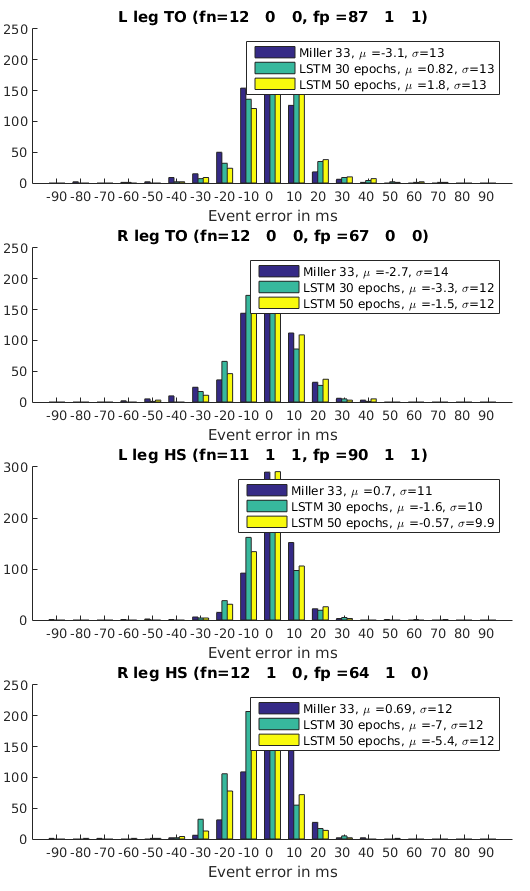 L leg TO (fn=12 0 0, fp =87 1 1)
250
200
150
100
50
0
Miller 33, μ =-3.1, σ=13
LSTM 30 epochs, μ =0.82, σ=13
LSTM 50 epochs, μ =1.8, σ=13
-90 -80 -70 -60 -50 -40 -30 -20 -10 0 10 20 30 40 50 60 70 80 90
Event error in ms
R leg TO (fn=12 0 0, fp =67 0 0)
250
200
150
100
50
0
Miller 33, μ =-2.7, σ=14
LSTM 30 epochs, μ =-3.3, σ=12
LSTM 50 epochs, μ =-1.5, σ=12
-90 -80 -70 -60 -50 -40 -30 -20 -10 0 10 20 30 40 50 60 70 80 90
Event error in ms
L leg HS (fn=11 1 1, fp =90 1 1)
300
200
100
0
Miller 33, μ =0.7, σ=11
LSTM 30 epochs, μ =-1.6, σ=10
LSTM 50 epochs, μ =-0.57, σ=9.9
-90 -80 -70 -60 -50 -40 -30 -20 -10 0 10 20 30 40 50 60 70 80 90
Event error in ms
R leg HS (fn=12 1 0, fp =64 1 0)
250
200
150
100
50
0
Miller 33, μ =0.69, σ=12
LSTM 30 epochs, μ =-7, σ=12
LSTM 50 epochs, μ =-5.4, σ=12
-90 -80 -70 -60 -50 -40 -30 -20 -10 0 10 20 30 40 50 60 70 80 90
Event error in ms